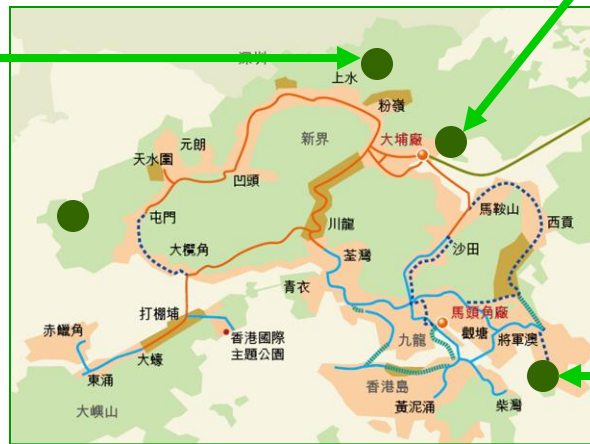 深圳
上水
粉嶺
元朗
新界
大埔廠
天水圍
凹頭
屯門
馬鞍山
西貢
川龍
大欖角
荃灣
沙田
青衣
打棚埔
馬頭角廠
赤鱲角
香港國際
主題公園
九龍
觀塘
將軍澳
大蠔
東涌
香港島
大嶼山
黃泥涌
柴灣